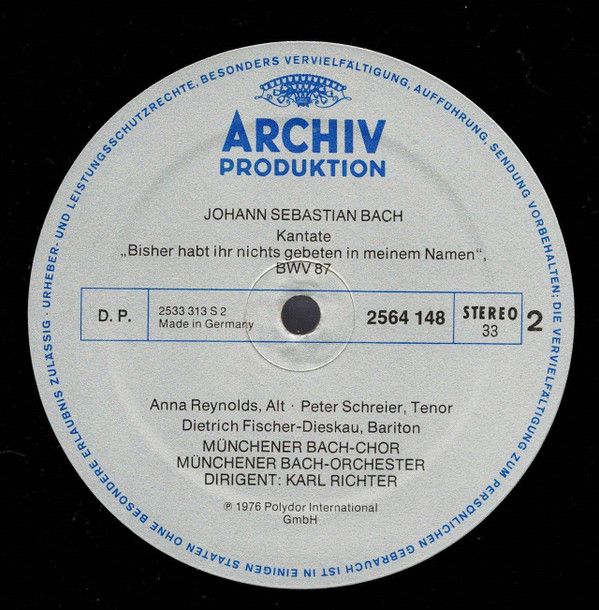 URHEBER- UND LEISTUNGSSCHUTZRECHTE, BESONDERS VERVIELFÄLTIGUNG, AUFFÜHRUNG, SENDUNG VORBEHALTEN; DIE VERVIELFÄLTIGUNG ZUM PERSÖNLICHEN GEBRAUCH IST IN EINIGEN STAATEN OHNE BESONDERE ERLAUBNIS ZULÄSSIG ·
ARCHIV
PRODUKTION
JOHANN SEBASTIAN BACH
Kantate
„Bisher habt ihr nichts gebeten in meinem Namen“,
BWV 87
D. P.
2533 313 S 2
Made in Germany
2564 148
STEREO
33
2
Anna Reynolds, Alt · Peter Schreier, Tenor
Dietrich Fischer-Dieskau, Bariton
MÜNCHENER BACH-CHOR
MÜNCHENER BACH-ORCHESTER
DIRIGENT: KARL RICHTER
℗ 1976 Polydor International
GmbH